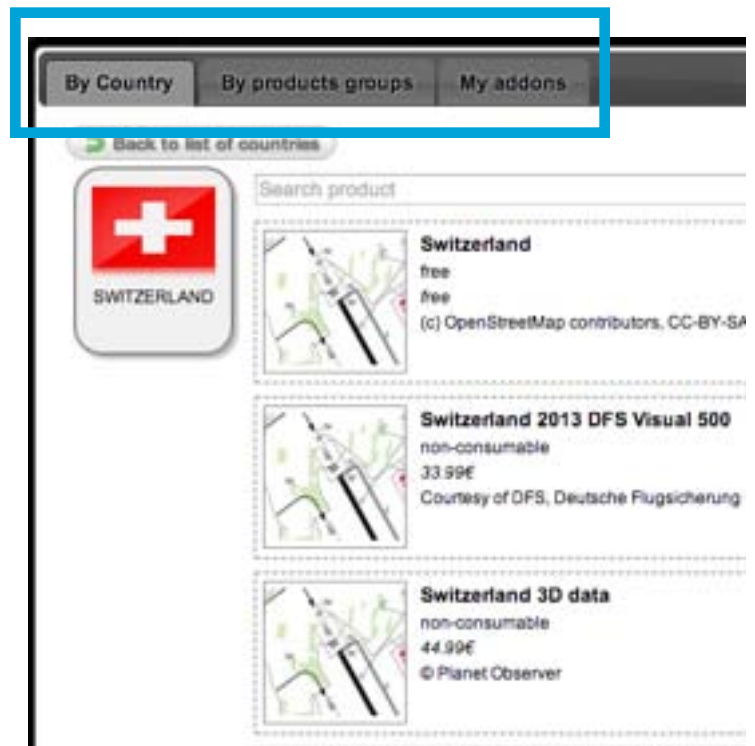 By Country By products groups My addons
Back to list of countries
Search product
SWITZERLAND
Switzerland
free
free
(c) OpenStreetMap contributors, CC-BY-SA
Switzerland 2013 DFS Visual 500
non-consumable
33.99€
Courtesy of DFS, Deutsche Flugsicherung
Switzerland 3D data
non-consumable
44.99€
© Planet Observer